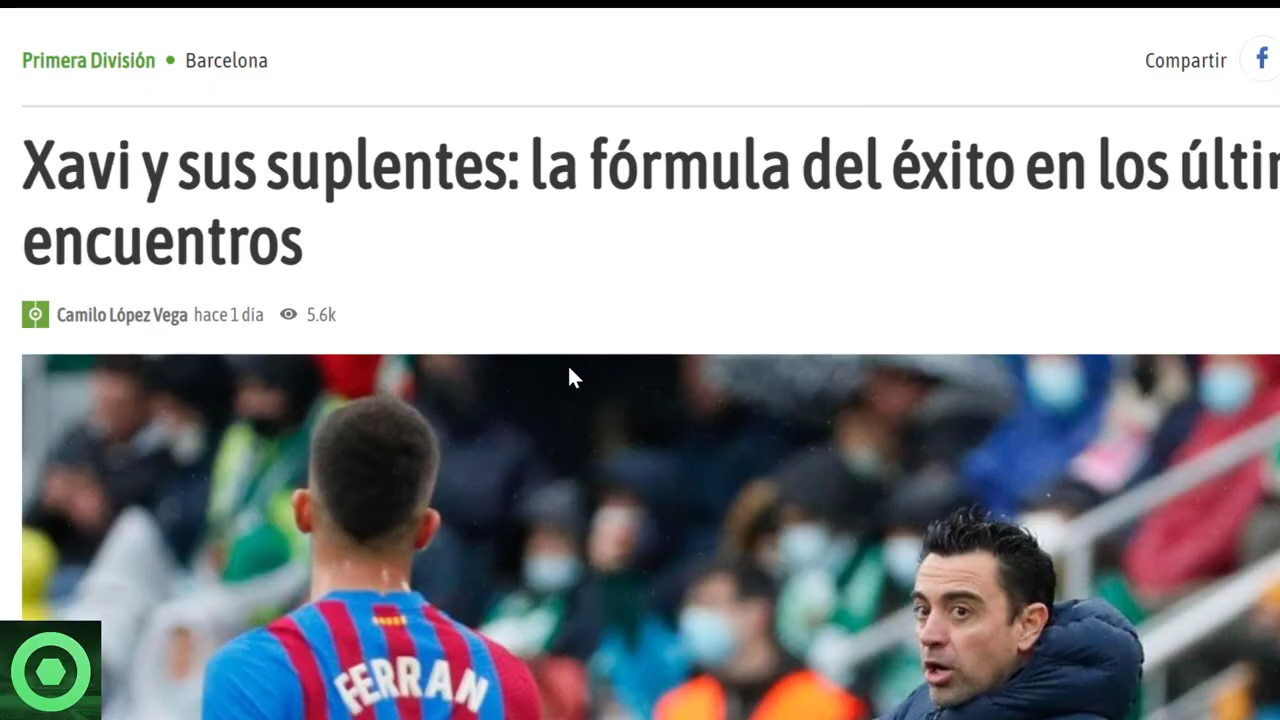 Primera División • Barcelona
Compartir
Xavi y sus suplentes: la fórmula del éxito en los
encuentros
Camilo López Vega hace 1 día 5.6k
FERRAN